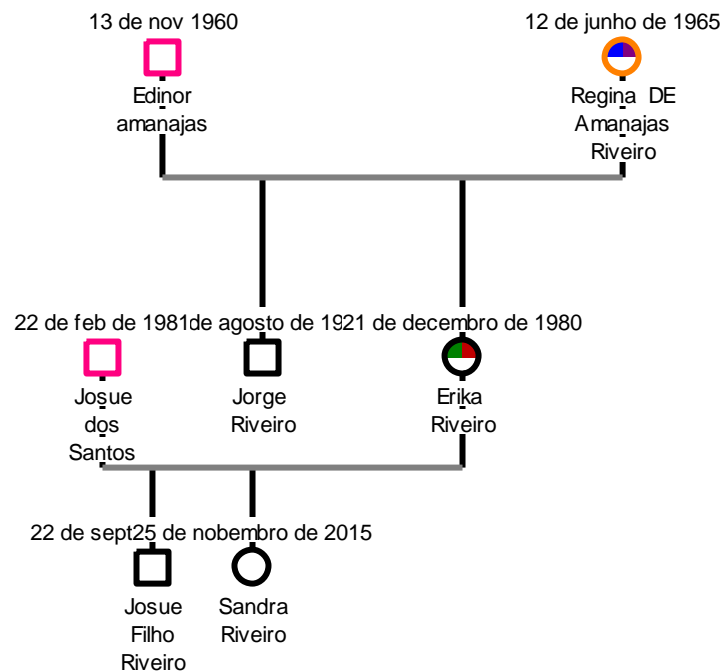 13 de nov 1960
12 de junho de 1965
Edinor
amanajas
Regina DE
Amanajas
Riveiro
22 de feb de 1981
de agosto de 19
21 de decembro de 1980
Josue
dos
Santos
Jorge
Riveiro
Erika
Riveiro
22 de sept
25 de nobembro de 2015
Josue
Filho
Riveiro
Sandra
Riveiro